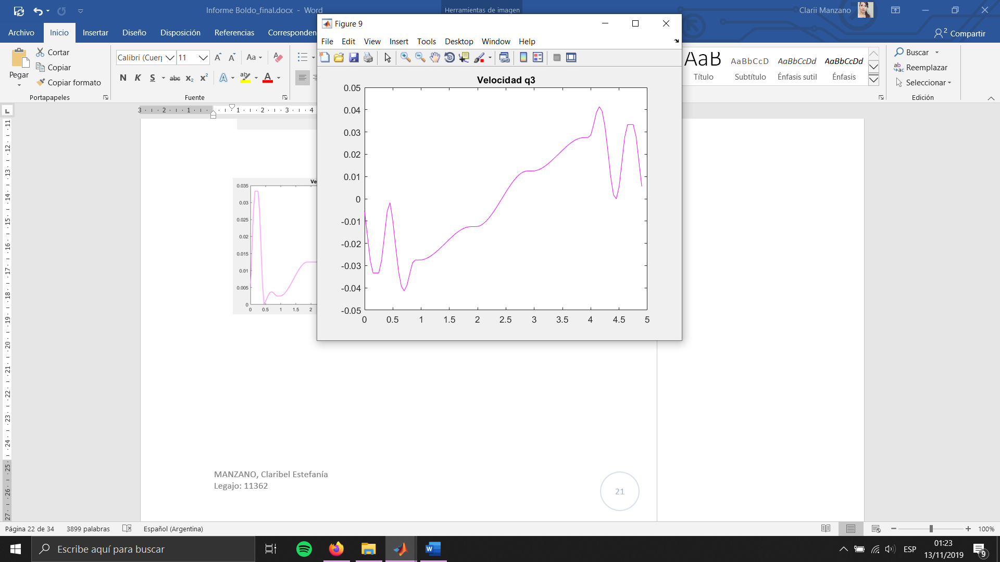 Informe Boldo_final.docx - Word
Herramientas de imagen
Clarii Manzano
Archivo Inicio Insertar Diseño Disposición Referencias Corresponden
2 Compartir
Pegar
Cortar
Copiar
Copiar formato
Portapapeles
Calibri (Cuerp 11
Aa
N K S abc x₂ x² A ab A
Fuente
AaB AaBbCcD AaBbCcDd AaBbCcDd
Título Subtítulo Énfasis sutil Énfasis
Buscar
Reemplazar
Seleccionar
Edición
3 2 1 1 2 3 4
11
12
13
14
15
16
17
18
19
20
21
22
23
24
25
26
27
Figure 9
File Edit View Insert Tools Desktop Window Help
Velocidad q3
0.05
0.04
0.03
0.02
0.01
0
-0.01
-0.02
-0.03
-0.04
-0.05
0 0.5 1 1.5 2 2.5 3 3.5 4 4.5 5
Ve
0.035
0.03
0.025
0.02
0.015
0.01
0.005
0
0 0.5 1 1.5 2
MANZANO, Claribel Estefanía
Legajo: 11362
21
Página 22 de 34 3899 palabras Español (Argentina) 100%
Escribe aquí para buscar
ESP
01:23
13/11/2019
9